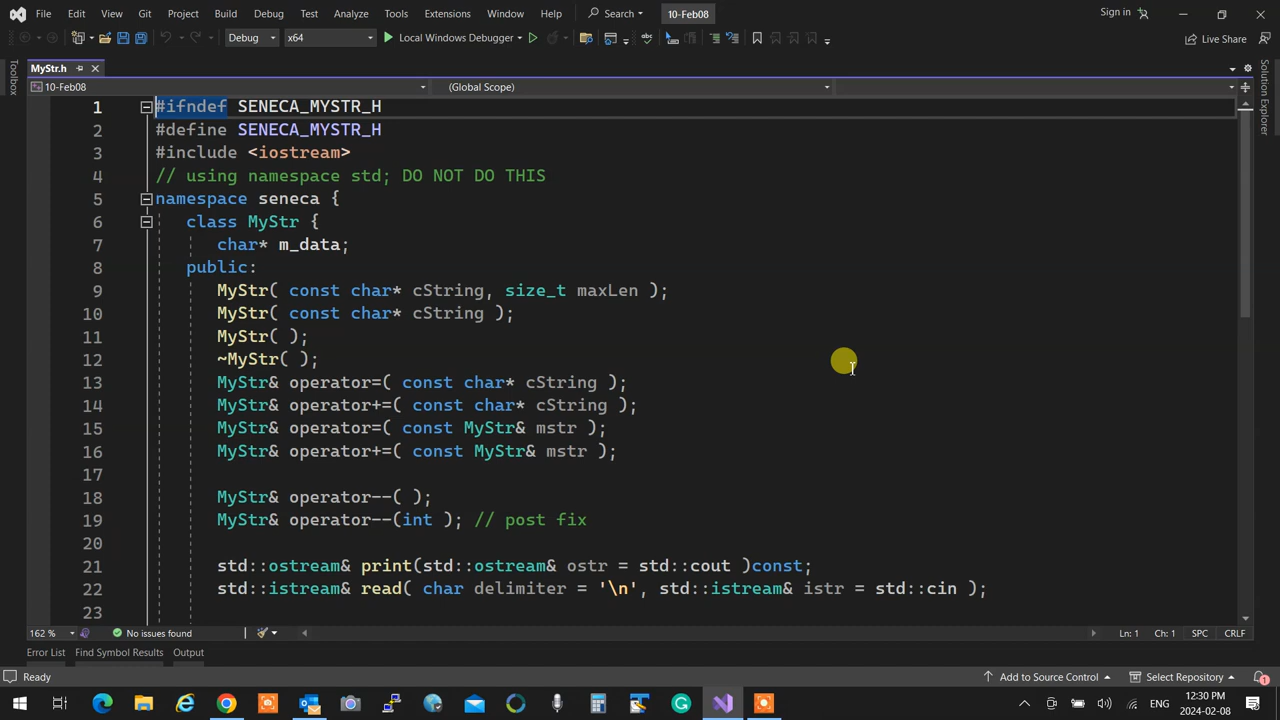 File Edit View Git Project Build Debug Test Analyze Tools Extensions Window Help Search 10-Feb08 Sign in
Debug x64 Local Windows Debugger Live Share
Toolbox
MyStr.h
Solution Explorer
10-Feb08 (Global Scope)
1 #ifndef SENECA_MYSTR_H
2 #define SENECA_MYSTR_H
3 #include <iostream>
4 // using namespace std; DO NOT DO THIS
5 namespace seneca {
6 class MyStr {
7 char* m_data;
8 public:
9 MyStr( const char* cString, size_t maxLen );
10 MyStr( const char* cString );
11 MyStr( );
12 ~MyStr( );
13 MyStr& operator=( const char* cString );
14 MyStr& operator+=( const char* cString );
15 MyStr& operator=( const MyStr& mstr );
16 MyStr& operator+=( const MyStr& mstr );
17
18 MyStr& operator--( );
19 MyStr& operator--(int ); // post fix
20
21 std::ostream& print(std::ostream& ostr = std::cout )const;
22 std::istream& read( char delimiter = '\n', std::istream& istr = std::cin );
23
162 % No issues found Ln: 1 Ch: 1 SPC CRLF
Error List Find Symbol Results Output
Ready Add to Source Control Select Repository 1
ENG 12:30 PM
2024-02-08